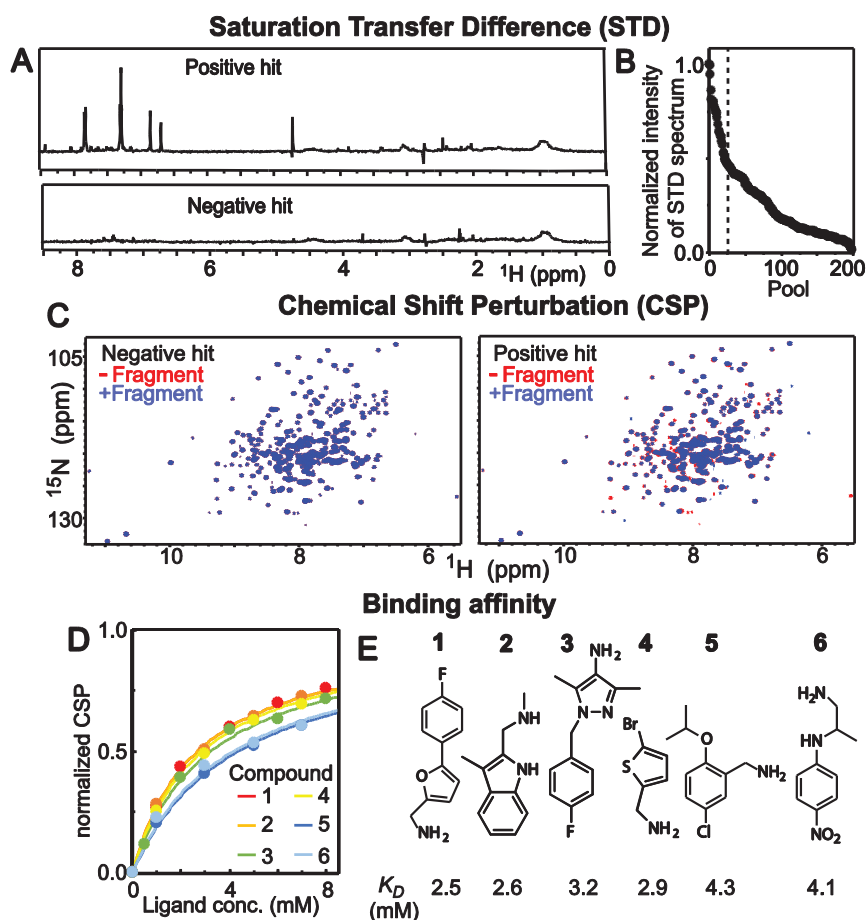 Saturation Transfer Difference (STD)
A
Positive hit
Negative hit
8 6 4 2 0
¹H (ppm)
B
Normalized intensity
of STD spectrum
1.0
0.0
0 100 200
Pool
Chemical Shift Perturbation (CSP)
C
Negative hit
- Fragment
+Fragment
Positive hit
- Fragment
+Fragment
105
130
¹⁵N (ppm)
10 8 6
10 8 6
¹H (ppm)
Binding affinity
D
normalized CSP
1.0
0.5
0.0
0 4 8
Ligand conc. (mM)
Compound
1 4
2 5
3 6
E
1 2 3 4 5 6
F
O
NH₂
NH
NH
NH₂
N
N
F
Br
S
NH₂
O
NH₂
Cl
H₂N
HN
NO₂
K_D
(mM)
2.5 2.6 3.2 2.9 4.3 4.1